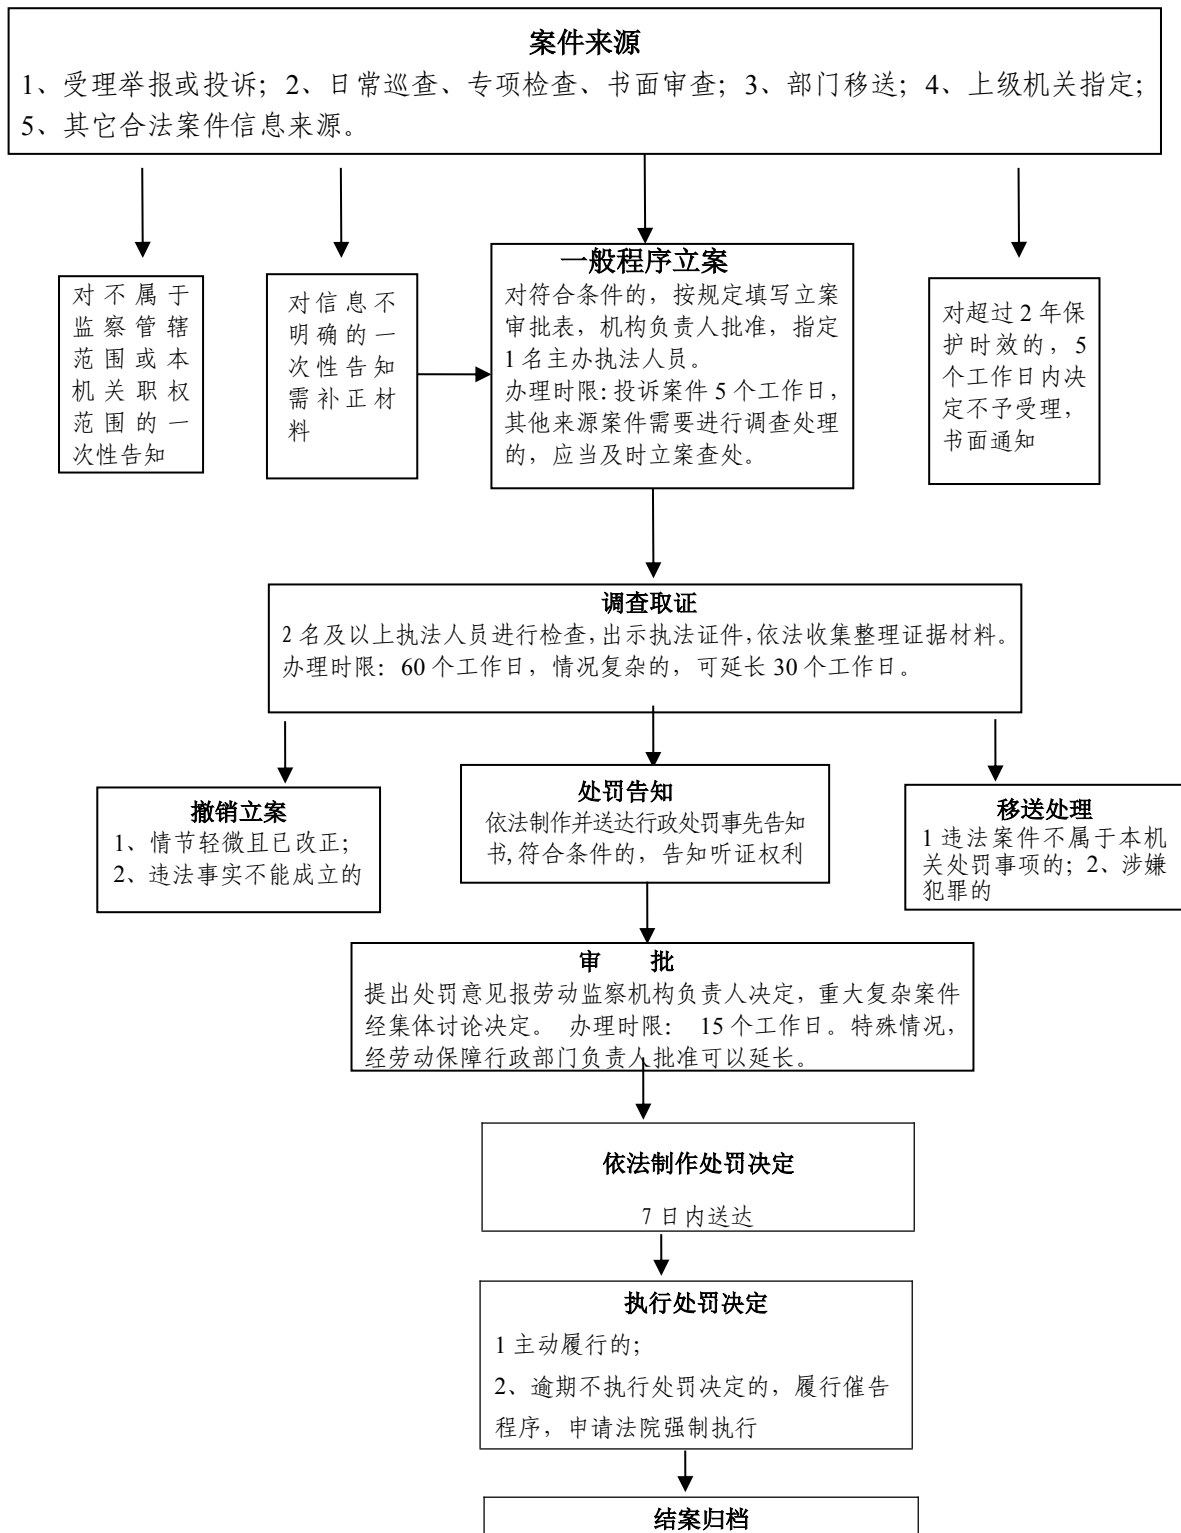 案件来源
1、受理举报或投诉；2、日常巡查、专项检查、书面审查；3、部门移送；4、上级机关指定；
5、其它合法案件信息来源。
对不属于
监察管辖
范围或本
机关职权
范围的一
次性告知
对信息不
明确的一
次性告知
需补正材
料
一般程序立案
对符合条件的，按规定填写立案
审批表，机构负责人批准，指定
1名主办执法人员。
办理时限：投诉案件5个工作日，
其他来源案件需要进行调查处理
的，应当及时立案查处。
对超过2年保
护时效的，5
个工作日内决
定不予受理，
书面通知
调查取证
2名及以上执法人员进行检查，出示执法证件，依法收集整理证据材料。
办理时限：60个工作日，情况复杂的，可延长30个工作日。
撤销立案
1、情节轻微且已改正；
2、违法事实不能成立的
处罚告知
依法制作并送达行政处罚事先告知
书，符合条件的，告知听证权利
移送处理
1 违法案件不属于本机
关处罚事项的；2、涉嫌
犯罪的
审　　批
提出处罚意见报劳动监察机构负责人决定，重大复杂案件
经集体讨论决定。 办理时限： 15个工作日。特殊情况，
经劳动保障行政部门负责人批准可以延长。
依法制作处罚决定
7日内送达
执行处罚决定
1 主动履行的；
2、逾期不执行处罚决定的，履行催告
程序，申请法院强制执行
结案归档